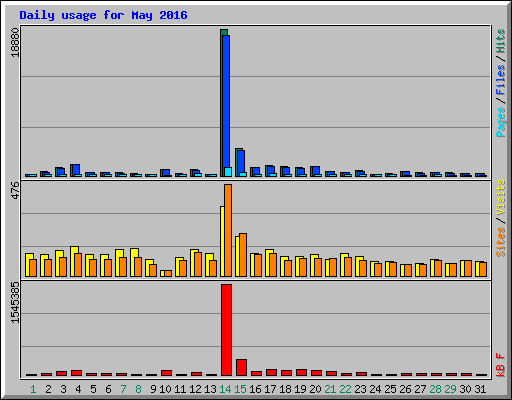 Daily usage for May 2016
18880
Pages / Files / Hits
476
Sites / Visits
1545385
kB F
1 2 3 4 5 6 7 8 9 10 11 12 13 14 15 16 17 18 19 20 21 22 23 24 25 26 27 28 29 30 31